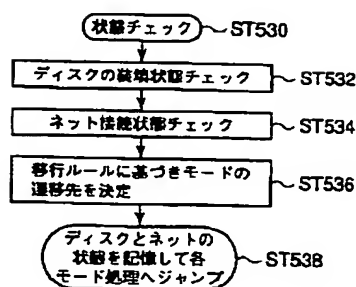 状態チェック
ST530
ディスクの装填状態チェック
ST532
ネット接続状態チェック
ST534
移行ルールに基づきモードの
遷移先を決定
ST536
ディスクとネットの
状態を記憶して各
モード処理へジャンプ
ST538